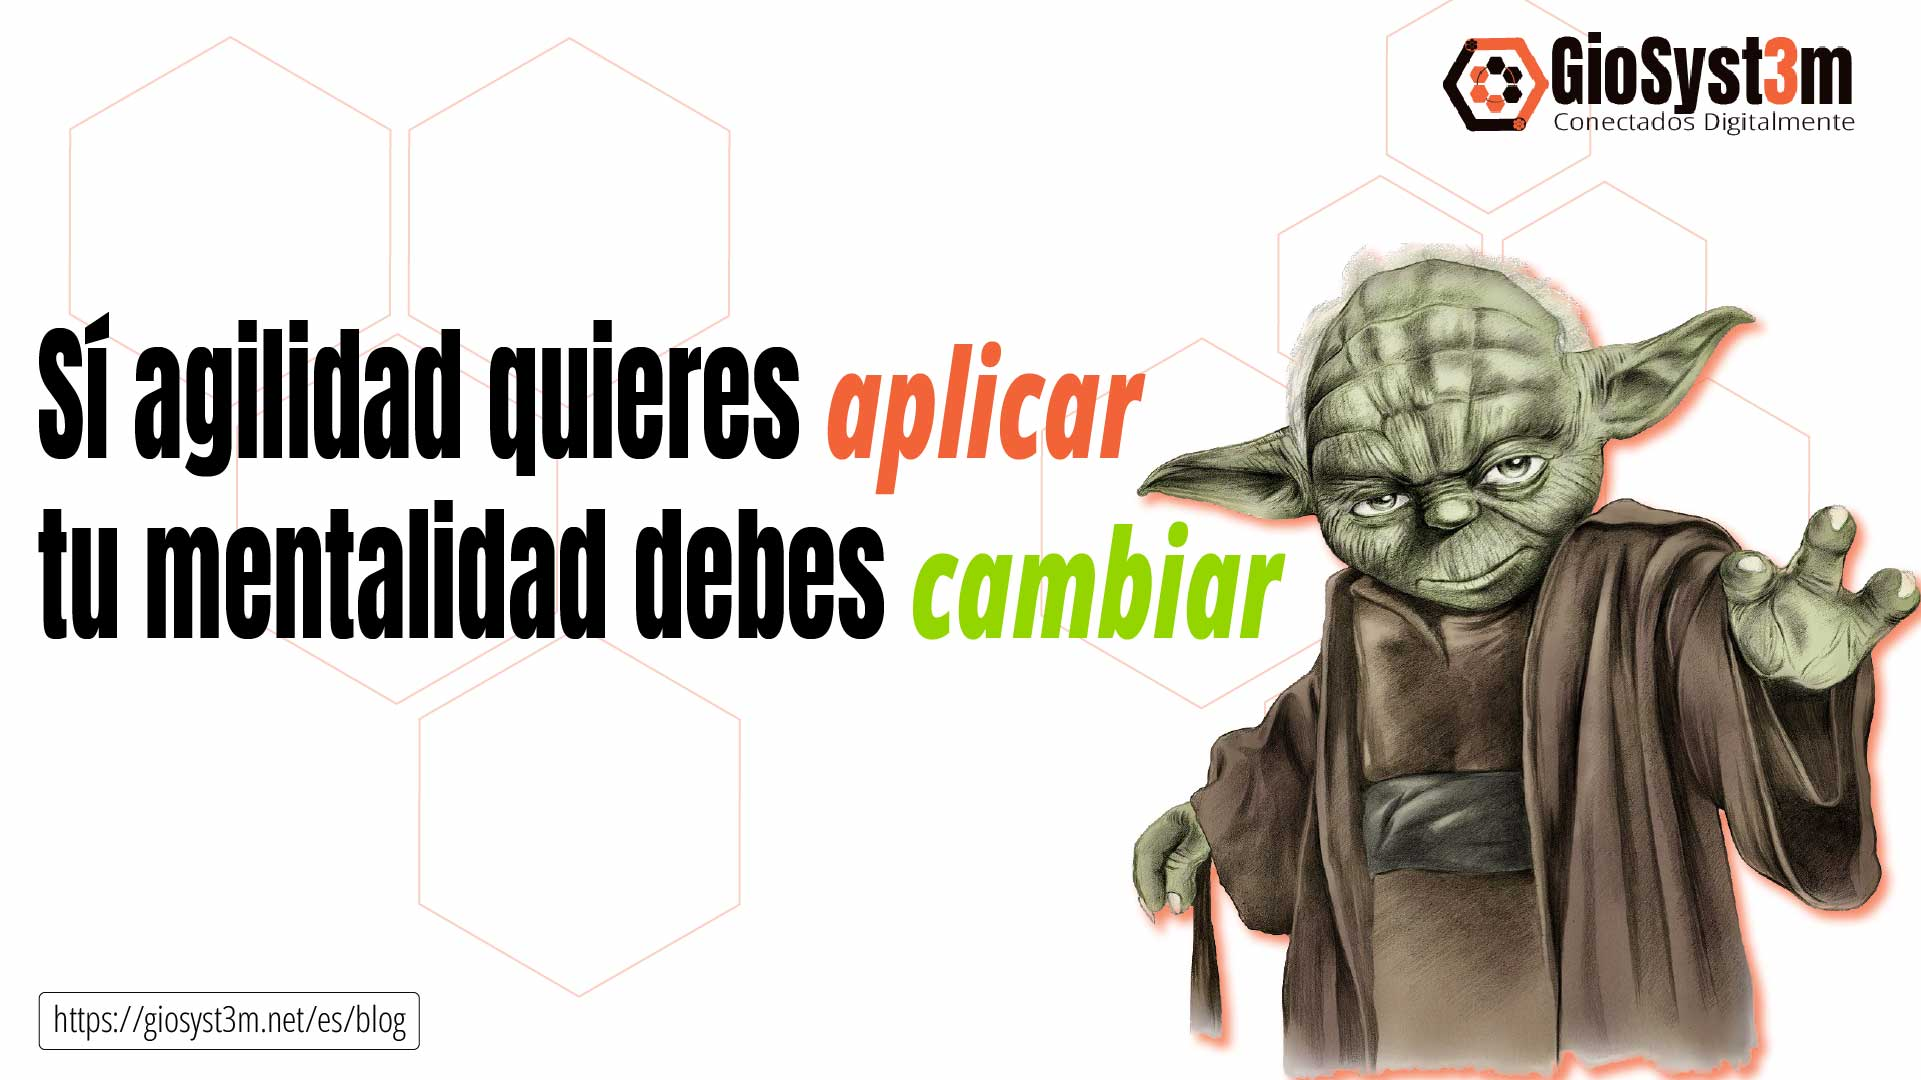 GioSyst3m
Conectados Digitalmente
Sí agilidad quieres aplicar
tu mentalidad debes cambiar
https://giosyst3m.net/es/blog